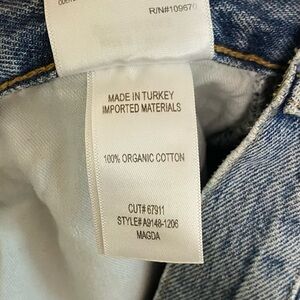 R/N#109670
MADE IN TURKEY
IMPORTED MATERIALS
100% ORGANIC COTTON
CUT# 67911
STYLE# A9148-1206
MAGDA